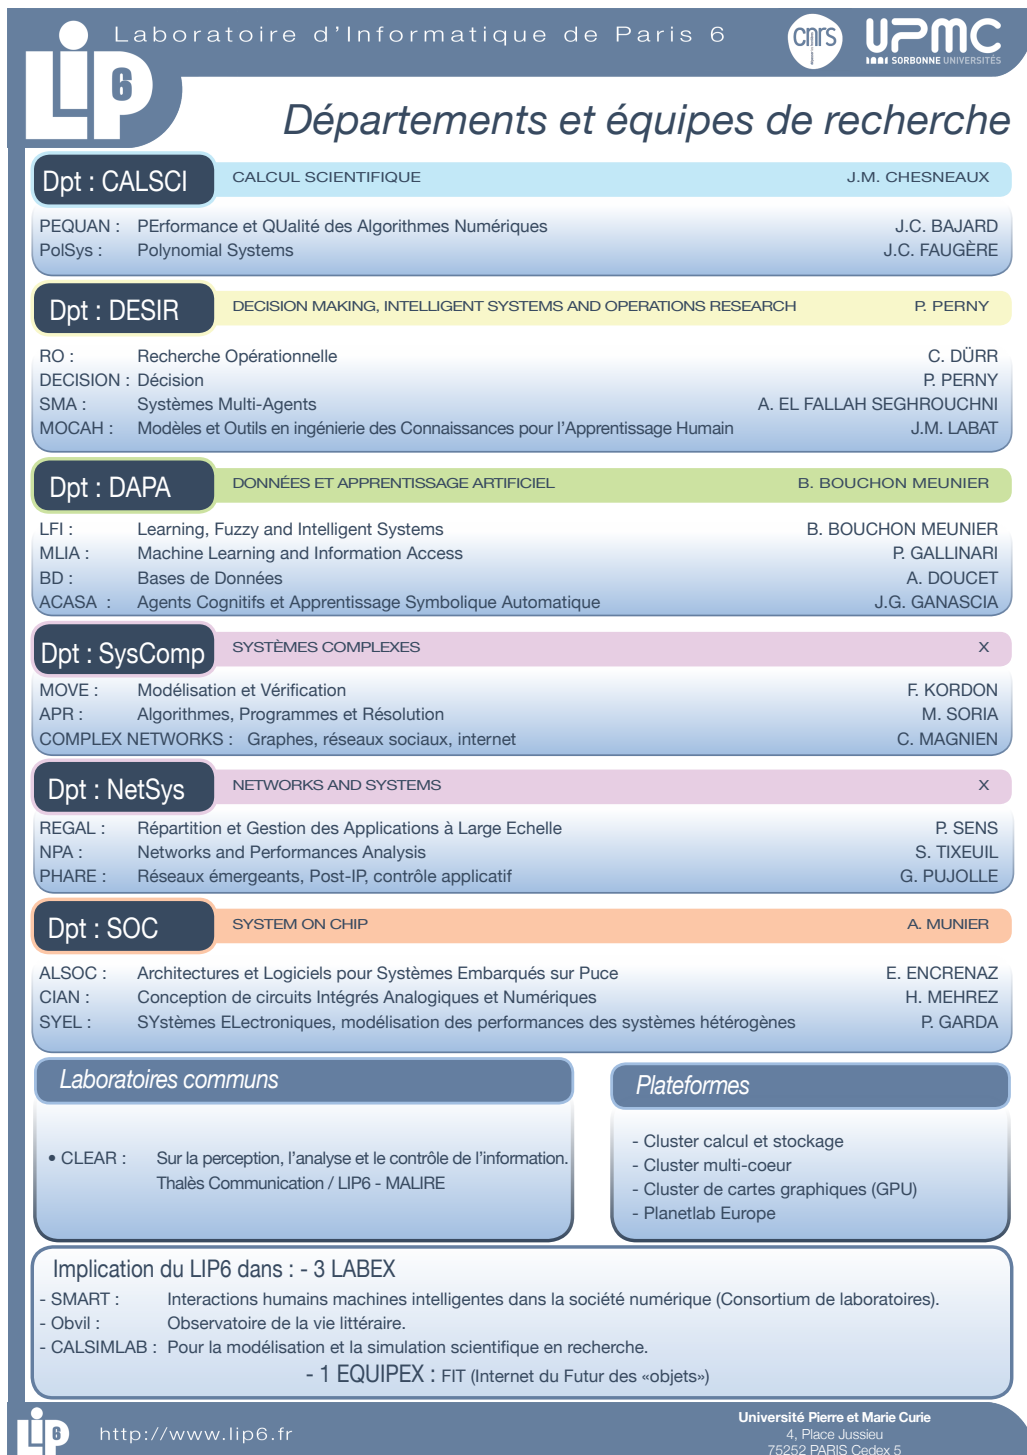 Laboratoire d'Informatique de Paris 6
cnrs
UPMC
SORBONNE UNIVERSITÉS
LiP6
Départements et équipes de recherche
Dpt : CALSCI CALCUL SCIENTIFIQUE J.M. CHESNEAUX
PEQUAN : PErformance et QUalité des Algorithmes Numériques J.C. BAJARD
PolSys : Polynomial Systems J.C. FAUGÈRE
Dpt : DESIR DECISION MAKING, INTELLIGENT SYSTEMS AND OPERATIONS RESEARCH P. PERNY
RO : Recherche Opérationnelle C. DÜRR
DECISION : Décision P. PERNY
SMA : Systèmes Multi-Agents A. EL FALLAH SEGHROUCHNI
MOCAH : Modèles et Outils en ingénierie des Connaissances pour l'Apprentissage Humain J.M. LABAT
Dpt : DAPA DONNÉES ET APPRENTISSAGE ARTIFICIEL B. BOUCHON MEUNIER
LFI : Learning, Fuzzy and Intelligent Systems B. BOUCHON MEUNIER
MLIA : Machine Learning and Information Access P. GALLINARI
BD : Bases de Données A. DOUCET
ACASA : Agents Cognitifs et Apprentissage Symbolique Automatique J.G. GANASCIA
Dpt : SysComp SYSTÈMES COMPLEXES X
MOVE : Modélisation et Vérification F. KORDON
APR : Algorithmes, Programmes et Résolution M. SORIA
COMPLEX NETWORKS : Graphes, réseaux sociaux, internet C. MAGNIEN
Dpt : NetSys NETWORKS AND SYSTEMS X
REGAL : Répartition et Gestion des Applications à Large Echelle P. SENS
NPA : Networks and Performances Analysis S. TIXEUIL
PHARE : Réseaux émergeants, Post-IP, contrôle applicatif G. PUJOLLE
Dpt : SOC SYSTEM ON CHIP A. MUNIER
ALSOC : Architectures et Logiciels pour Systèmes Embarqués sur Puce E. ENCRENAZ
CIAN : Conception de circuits Intégrés Analogiques et Numériques H. MEHREZ
SYEL : SYstèmes ELectroniques, modélisation des performances des systèmes hétérogènes P. GARDA
Laboratoires communs
• CLEAR : Sur la perception, l'analyse et le contrôle de l'information.
Thalès Communication / LIP6 - MALIRE
Plateformes
- Cluster calcul et stockage
- Cluster multi-coeur
- Cluster de cartes graphiques (GPU)
- Planetlab Europe
Implication du LIP6 dans : - 3 LABEX
- SMART : Interactions humains machines intelligentes dans la société numérique (Consortium de laboratoires).
- Obvil : Observatoire de la vie littéraire.
- CALSIMLAB : Pour la modélisation et la simulation scientifique en recherche.
- 1 EQUIPEX : FIT (Internet du Futur des «objets»)
LiP6
http://www.lip6.fr
Université Pierre et Marie Curie
4, Place Jussieu
75252 PARIS Cedex 5